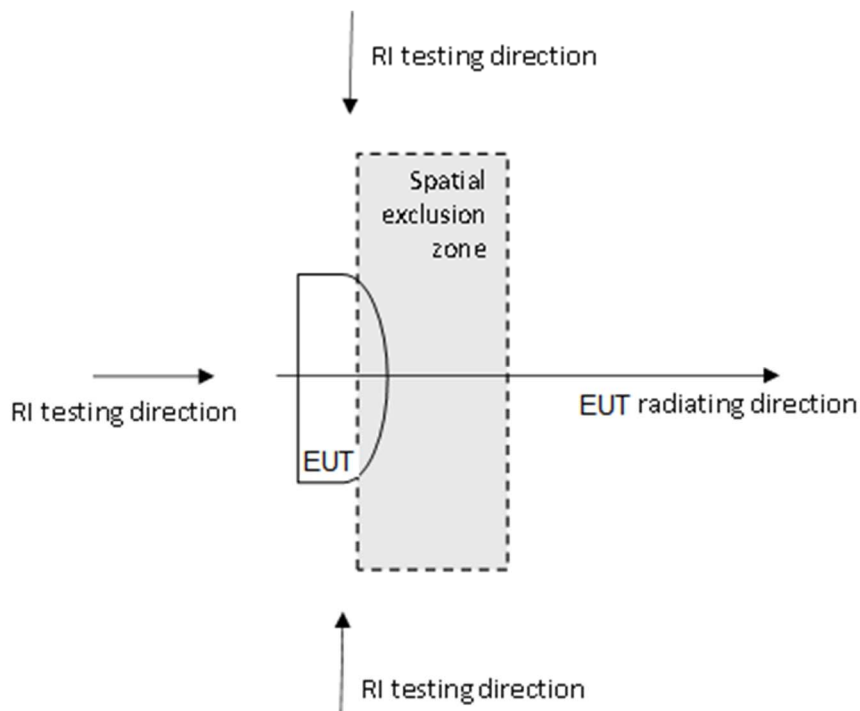 RI testing direction
Spatial
exclusion
zone
RI testing direction
EUT radiating direction
EUT
RI testing direction